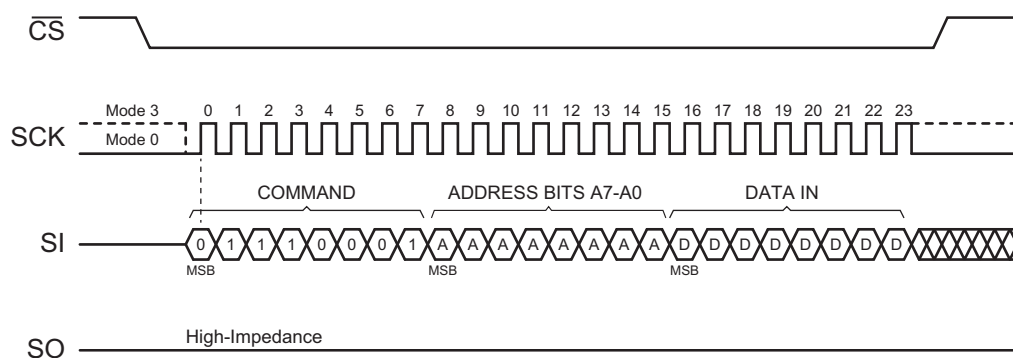 CS
Mode 3
0 1 2 3 4 5 6 7 8 9 10 11 12 13 14 15 16 17 18 19 20 21 22 23
SCK
Mode 0
COMMAND ADDRESS BITS A7-A0 DATA IN
SI 0 1 1 1 0 0 0 1 A A A A A A A A D D D D D D D D
MSB MSB MSB
High-Impedance
SO